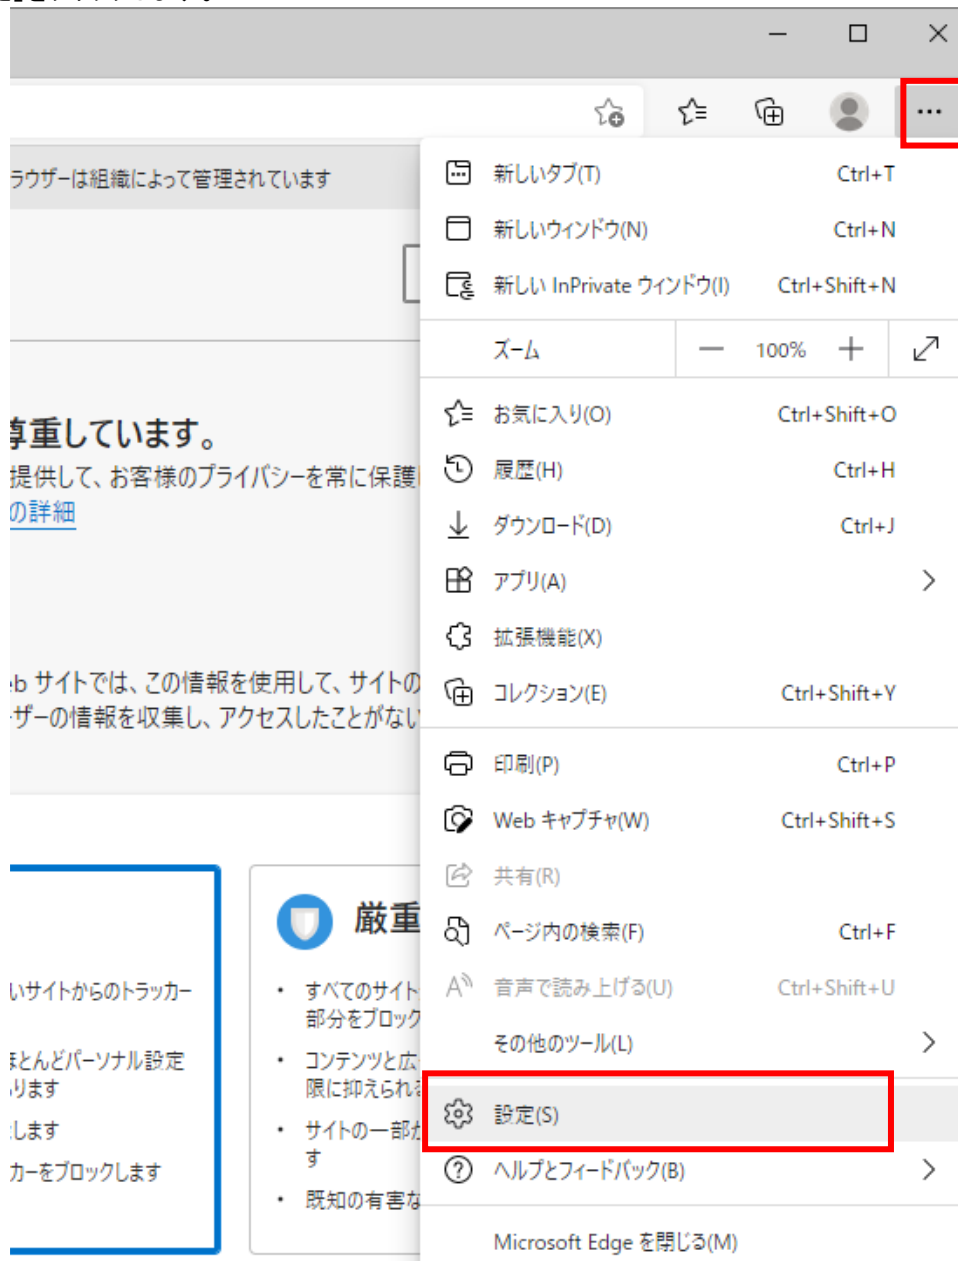 新しいタブ(T) Ctrl+T
ラウザーは組織によって管理されています
新しいウィンドウ(N) Ctrl+N
新しい InPrivate ウィンドウ(I) Ctrl+Shift+N
ズーム 100%
お気に入り(O) Ctrl+Shift+O
重しています。
履歴(H) Ctrl+H
提供して、お客様のプライバシーを常に保護
の詳細
ダウンロード(D) Ctrl+J
アプリ(A)
拡張機能(X)
コレクション(E) Ctrl+Shift+Y
b サイトでは、この情報を使用して、サイトの
ザーの情報を収集し、アクセスしたことがない
印刷(P) Ctrl+P
Web キャプチャ(W) Ctrl+Shift+S
共有(R)
厳重
ページ内の検索(F) Ctrl+F
音声で読み上げる(U) Ctrl+Shift+U
いサイトからのトラッカー
ほとんどパーソナル設定
ります
します
カーをブロックします
• すべてのサイト
部分をブロック
• コンテンツと広
限に抑えられ
• サイトの一部が
す
• 既知の有害な
その他のツール(L)
設定(S)
ヘルプとフィードバック(B)
Microsoft Edge を閉じる(M)